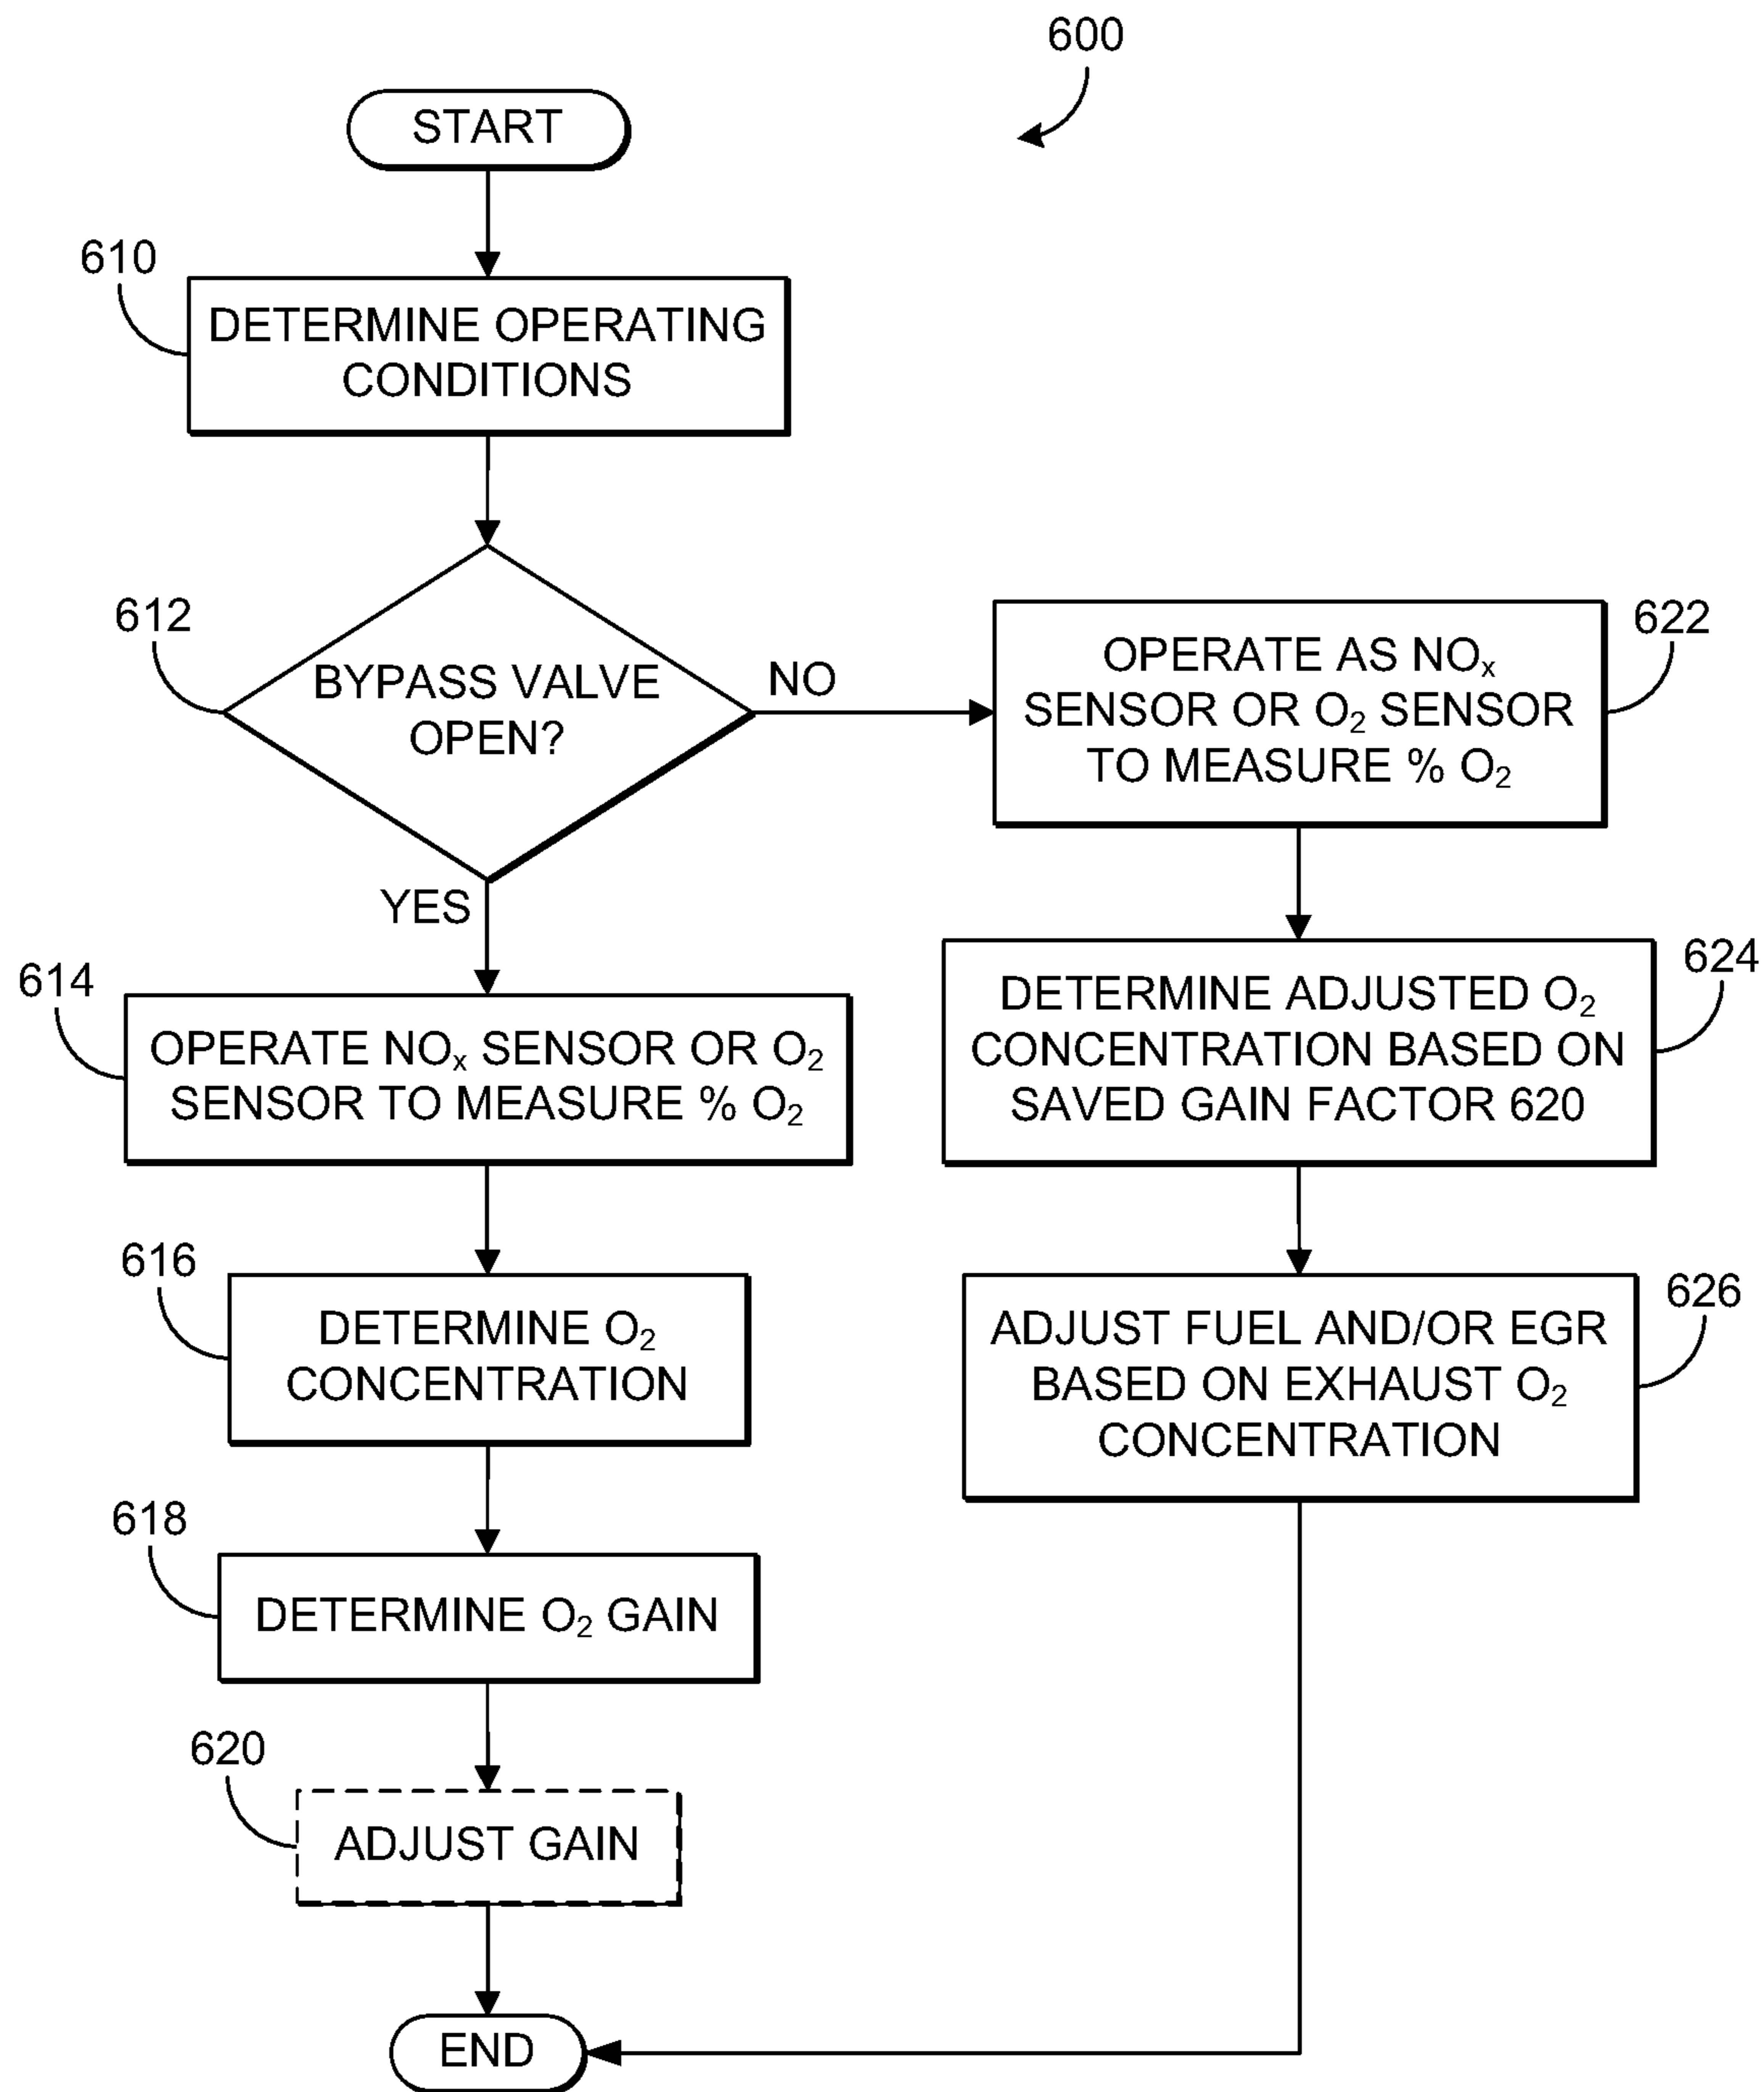 600
START
610
DETERMINE OPERATING
CONDITIONS
612
BYPASS VALVE
OPEN?
NO
YES
622
OPERATE AS NOₓ
SENSOR OR O₂ SENSOR
TO MEASURE % O₂
614
OPERATE NOₓ SENSOR OR O₂
SENSOR TO MEASURE % O₂
624
DETERMINE ADJUSTED O₂
CONCENTRATION BASED ON
SAVED GAIN FACTOR 620
616
DETERMINE O₂
CONCENTRATION
626
ADJUST FUEL AND/OR EGR
BASED ON EXHAUST O₂
CONCENTRATION
618
DETERMINE O₂ GAIN
620
ADJUST GAIN
END